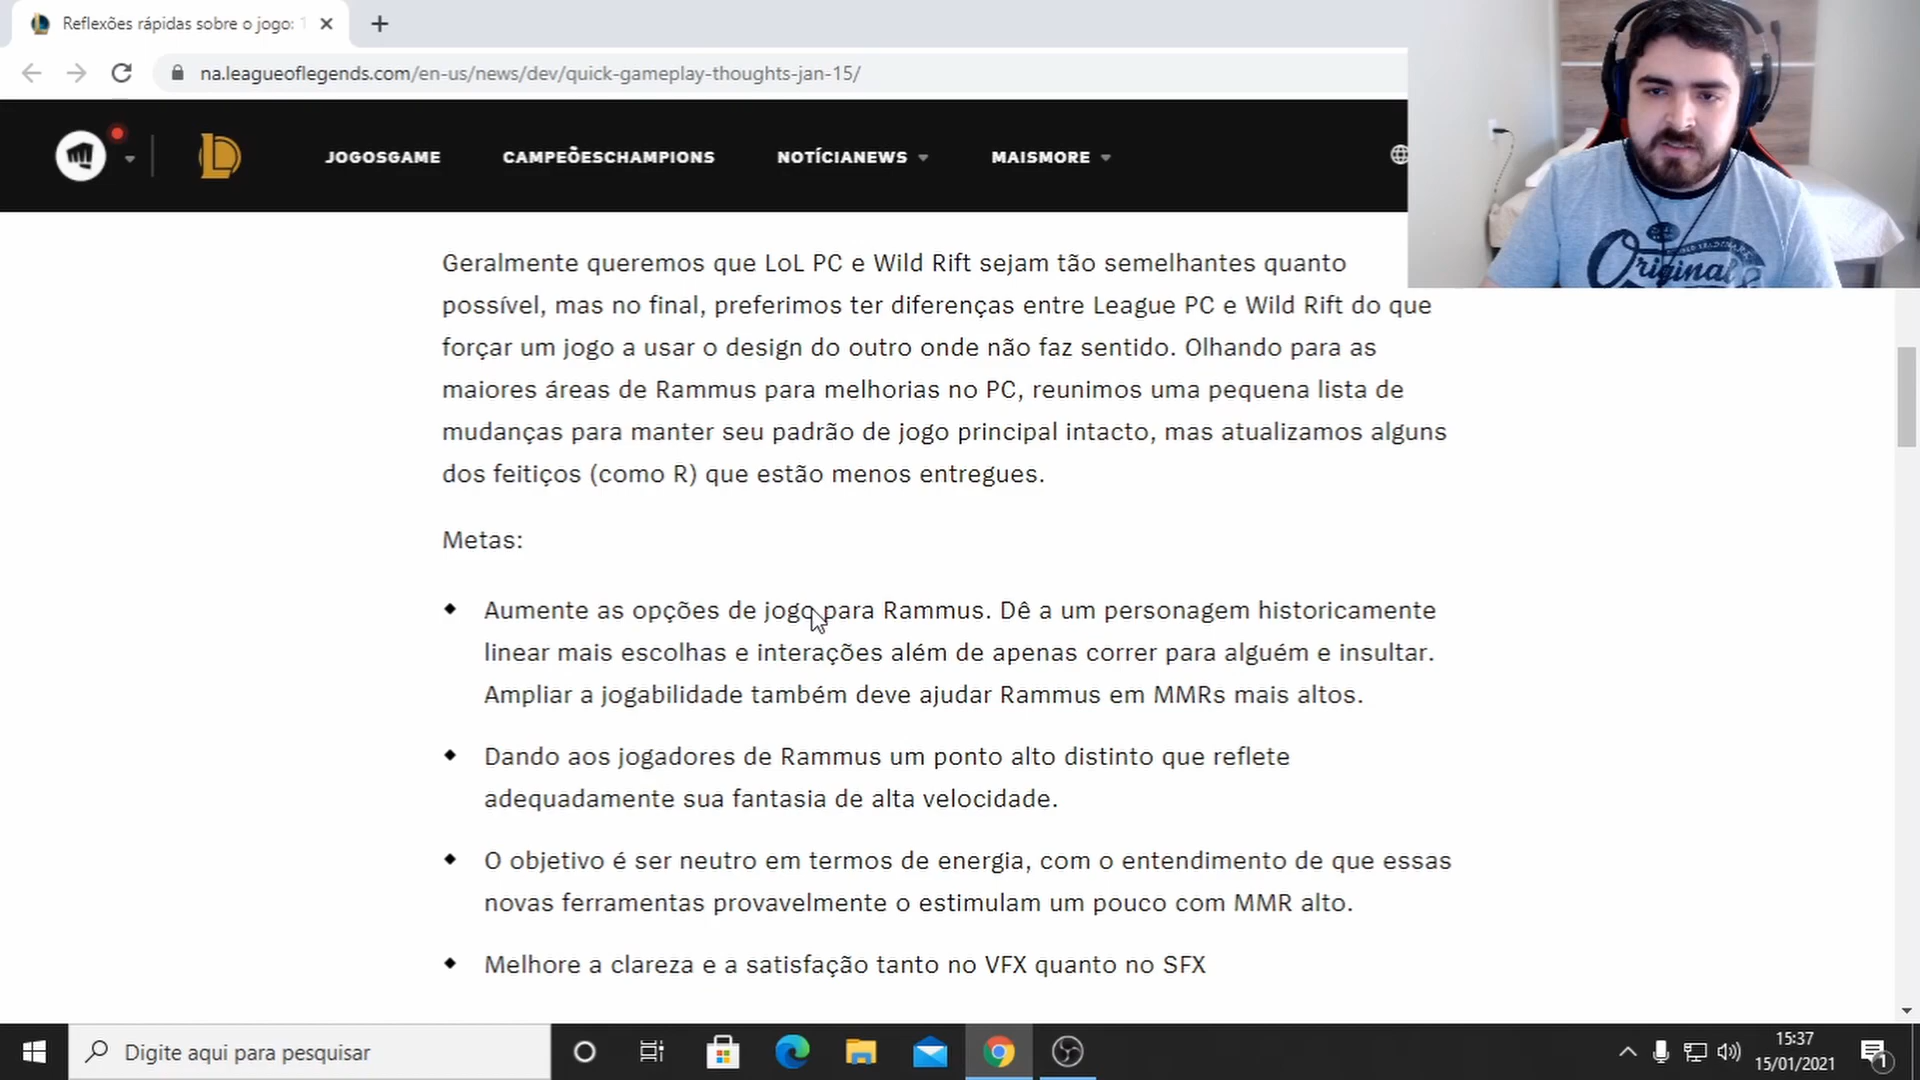 Reflexões rápidas sobre o jogo: 1
na.leagueoflegends.com/en-us/news/dev/quick-gameplay-thoughts-jan-15/
JOGOSGAME
CAMPEÕESCHAMPIONS
NOTÍCIANEWS
MAISMORE
Original
Geralmente queremos que LoL PC e Wild Rift sejam tão semelhantes quanto
possível, mas no final, preferimos ter diferenças entre League PC e Wild Rift do que
forçar um jogo a usar o design do outro onde não faz sentido. Olhando para as
maiores áreas de Rammus para melhorias no PC, reunimos uma pequena lista de
mudanças para manter seu padrão de jogo principal intacto, mas atualizamos alguns
dos feitiços (como R) que estão menos entregues.
Metas:
Aumente as opções de jogo para Rammus. Dê a um personagem historicamente
linear mais escolhas e interações além de apenas correr para alguém e insultar.
Ampliar a jogabilidade também deve ajudar Rammus em MMRs mais altos.
Dando aos jogadores de Rammus um ponto alto distinto que reflete
adequadamente sua fantasia de alta velocidade.
O objetivo é ser neutro em termos de energia, com o entendimento de que essas
novas ferramentas provavelmente o estimulam um pouco com MMR alto.
Melhore a clareza e a satisfação tanto no VFX quanto no SFX
Digite aqui para pesquisar
15:37
15/01/2021
1